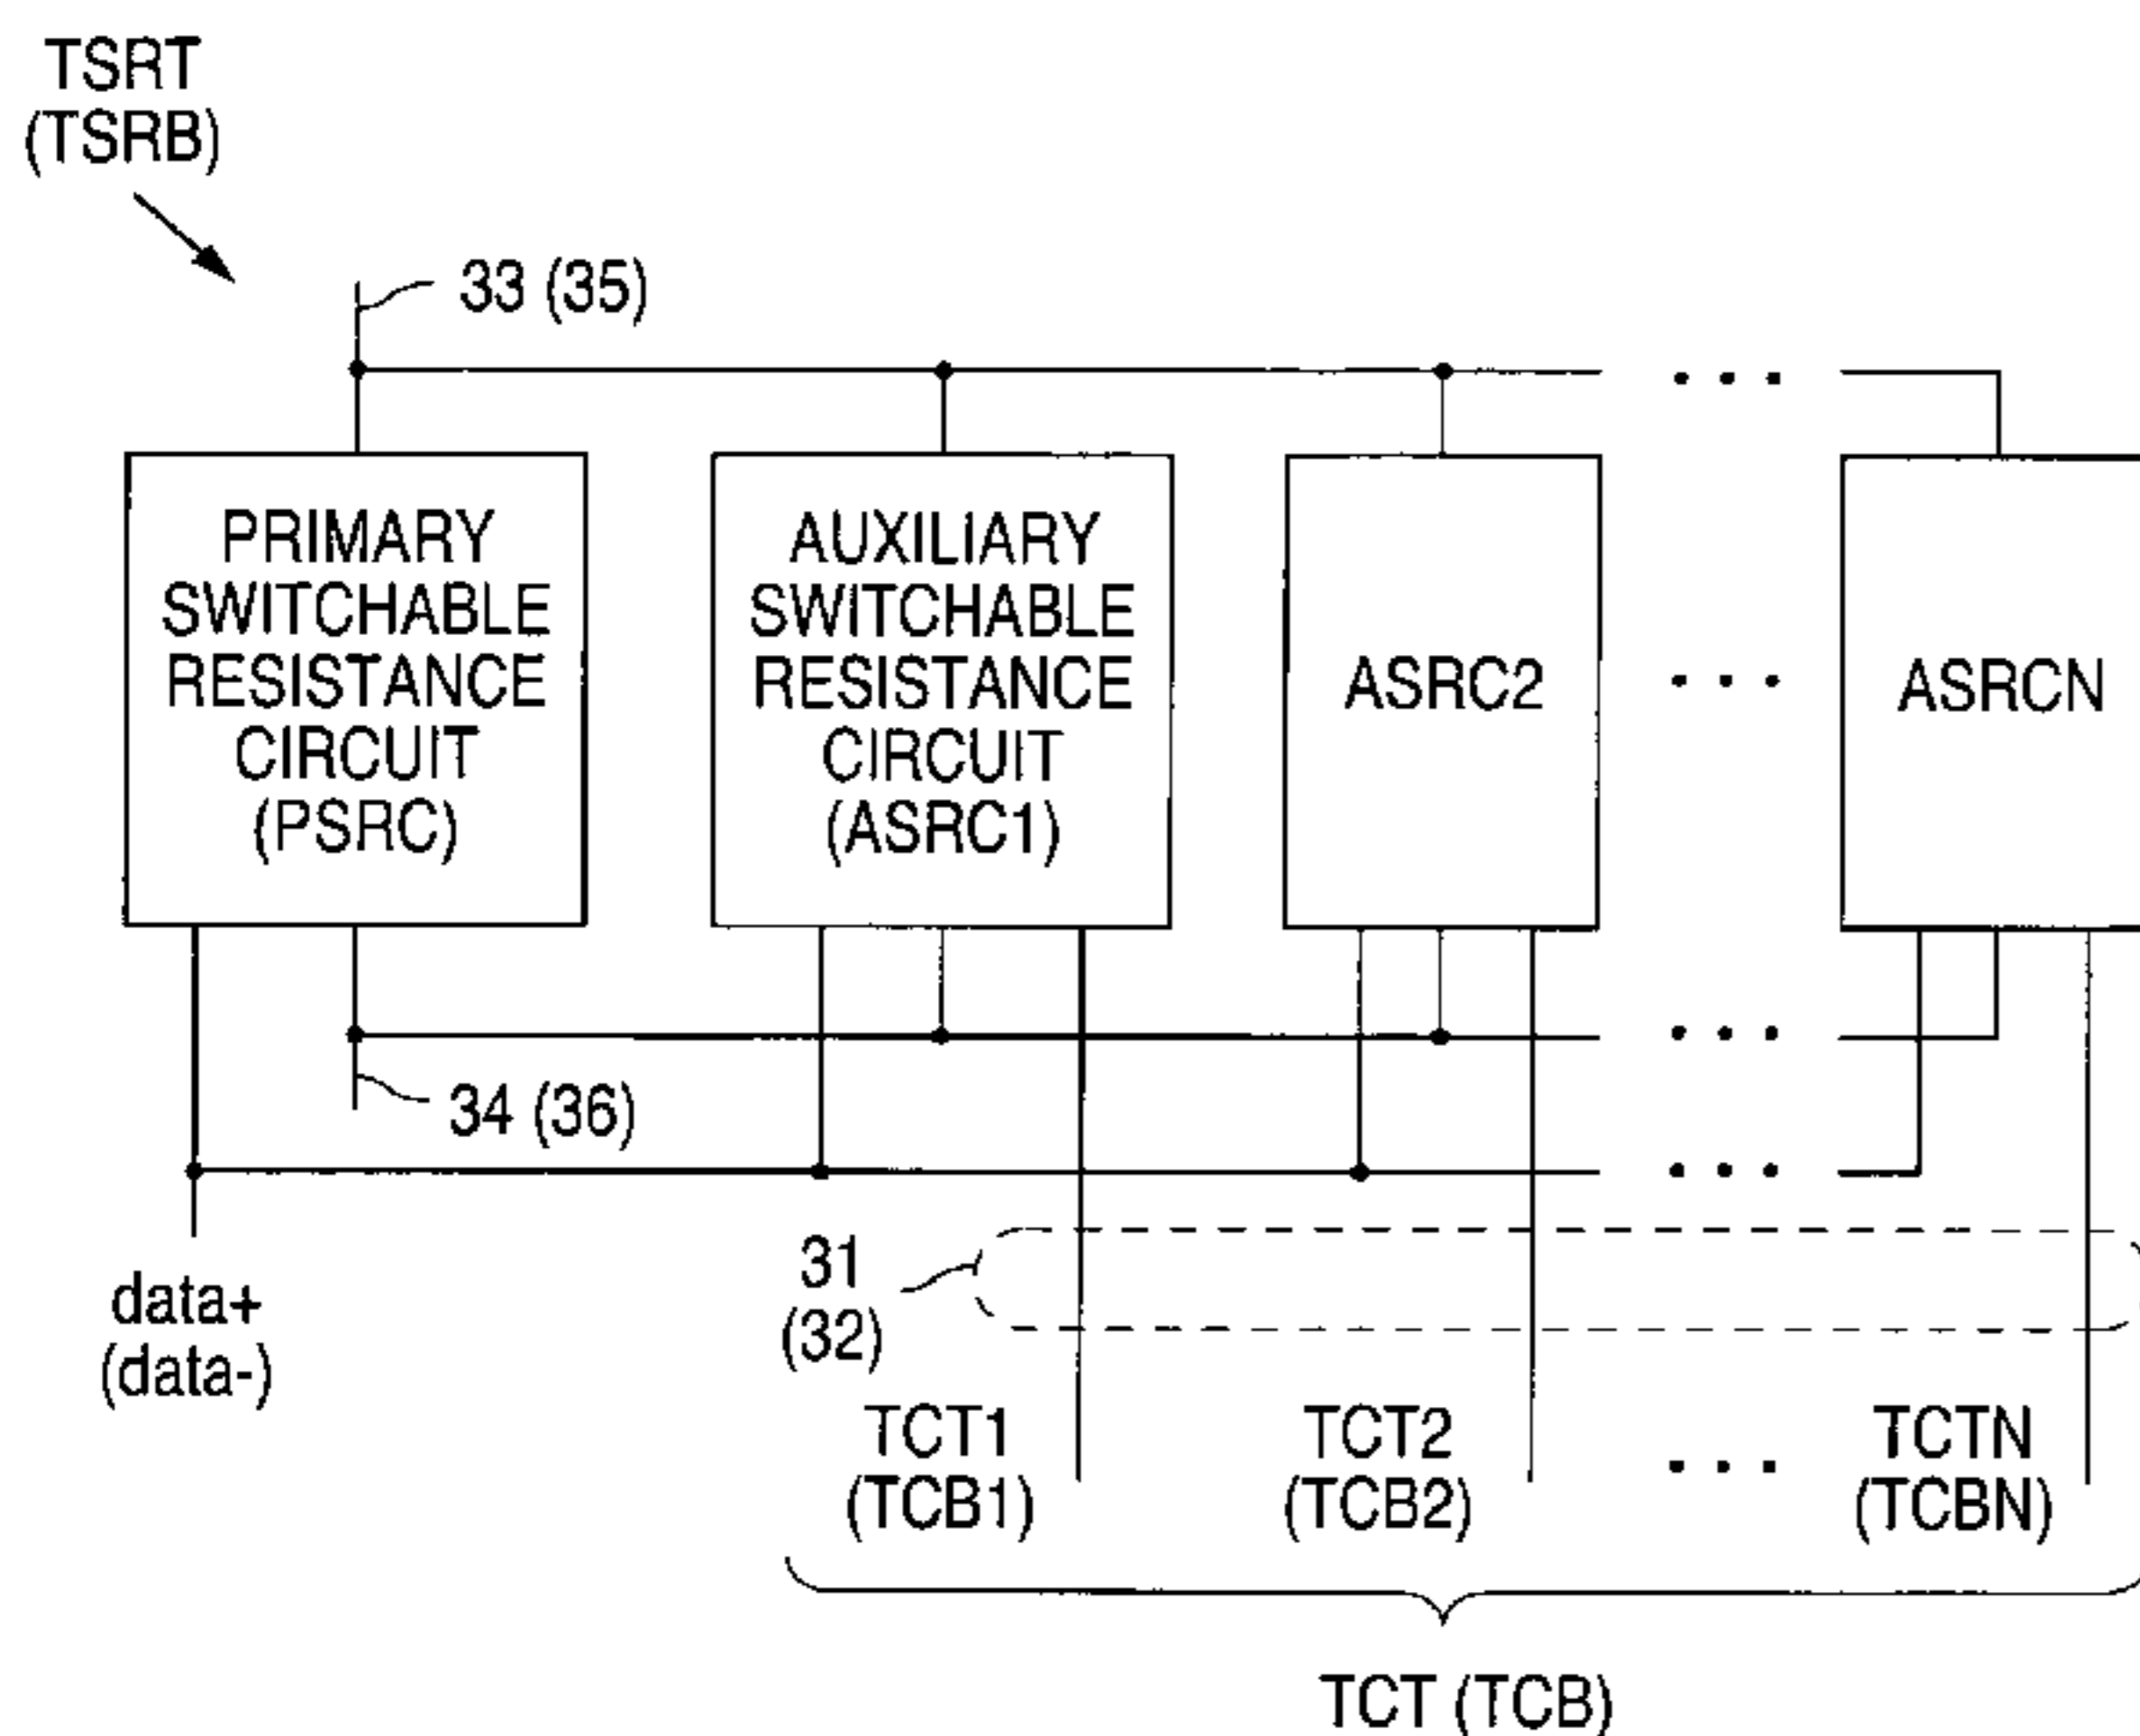 TSRT
(TSRB)
33 (35)
PRIMARY
SWITCHABLE
RESISTANCE
CIRCUIT
(PSRC)
AUXILIARY
SWITCHABLE
RESISTANCE
CIRCUIT
(ASRC1)
ASRC2
• • •
ASRCN
34 (36)
data+
(data-)
31
(32)
TCT1
(TCB1)
TCT2
(TCB2)
• • •
TCTN
(TCBN)
TCT (TCB)